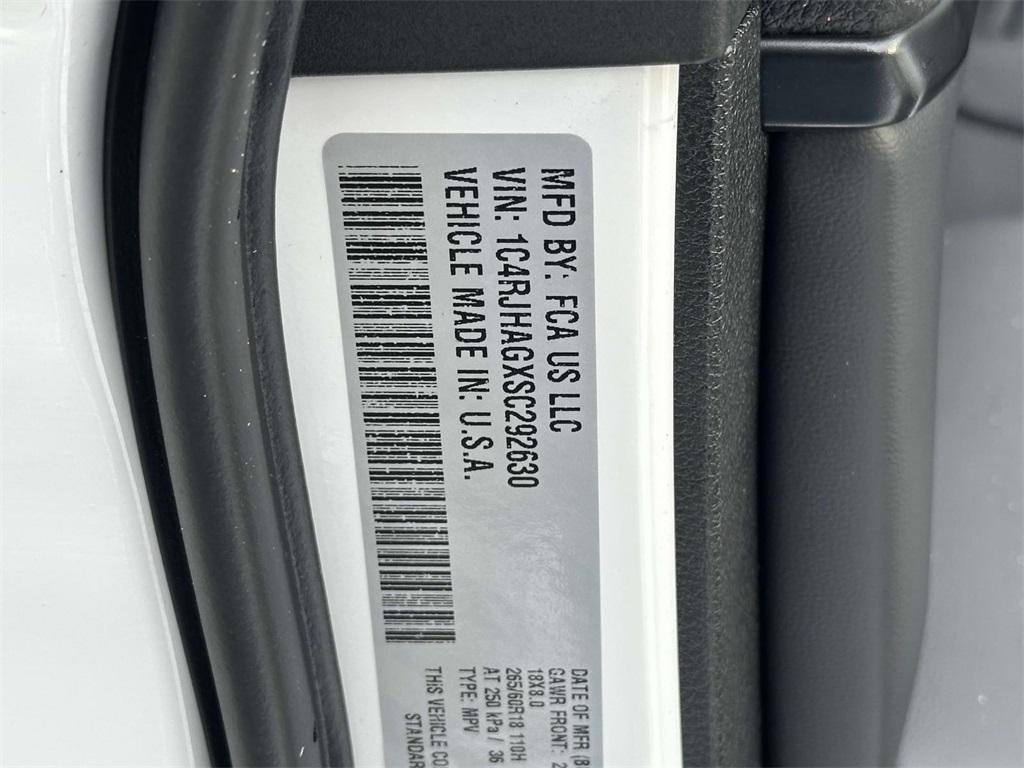 MFD BY: FCA US LLC
VIN: 1C4RJHAGXSC292630
VEHICLE MADE IN: U.S.A.
DATE OF MFR (B
GAWR FRONT: 2
18X8.0
265/60R18 110H
AT 250 kPa / 36
TYPE: MPV
THIS VEHICLE CO
STANDAR